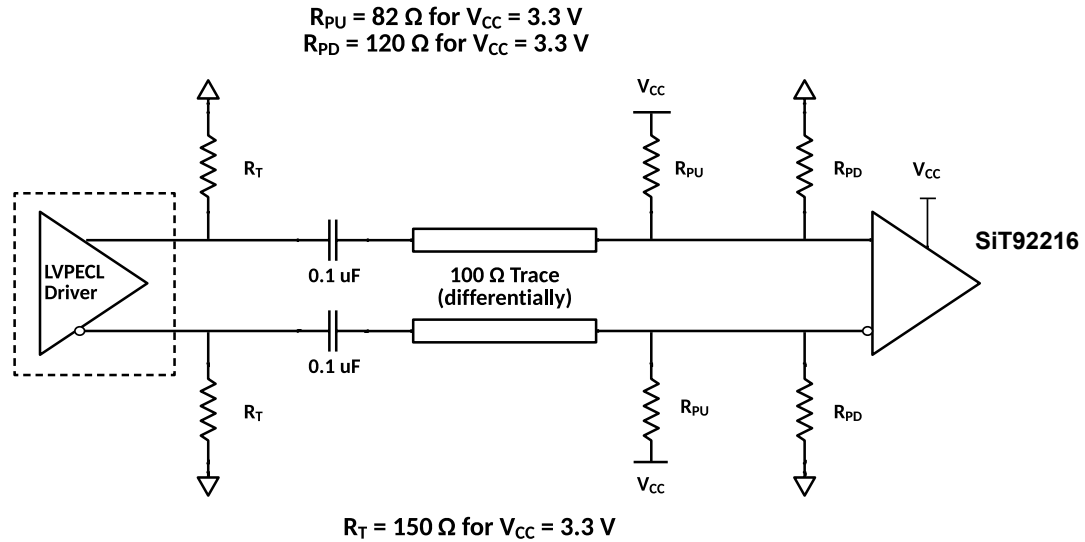 R_PU = 82 Ω for V_CC = 3.3 V
R_PD = 120 Ω for V_CC = 3.3 V
V_CC
R_T
R_PU
R_PD
V_CC
SiT92216
LVPECL
Driver
0.1 uF
100 Ω Trace
(differentially)
0.1 uF
R_T
R_PU
R_PD
V_CC
R_T = 150 Ω for V_CC = 3.3 V